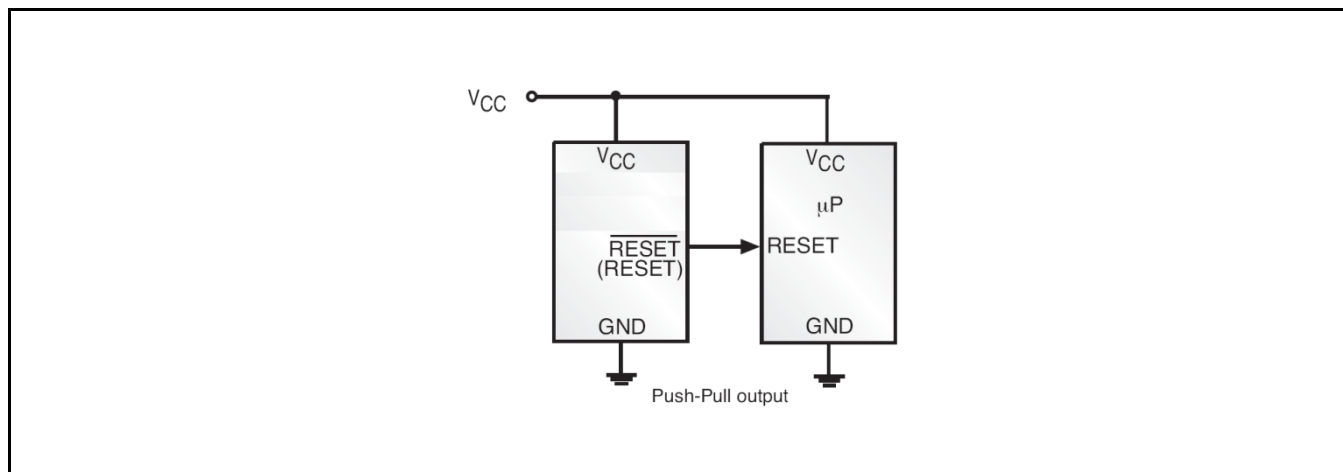 VCC
VCC
RESET
(RESET)
GND
VCC
μP
RESET
GND
Push-Pull output